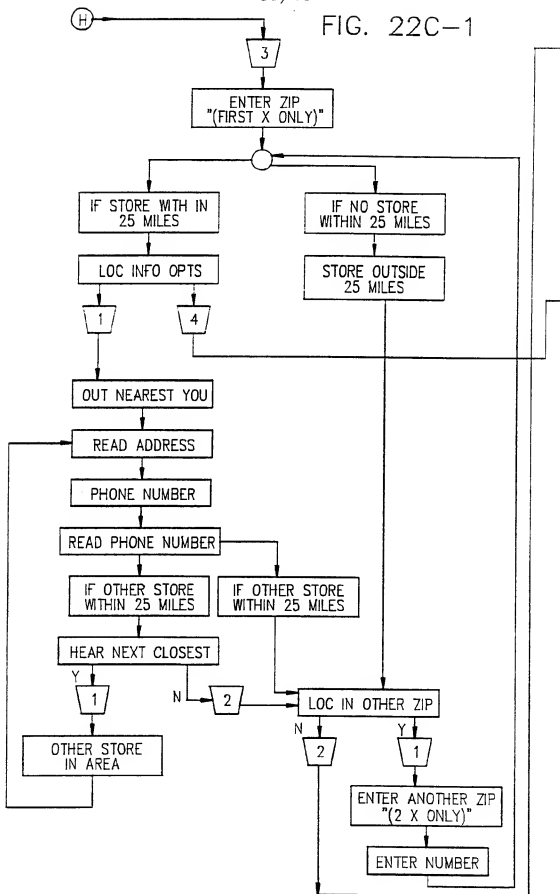 FIG. 22C-1
H
3
ENTER ZIP
"(FIRST X ONLY)"
IF STORE WITH IN
25 MILES
IF NO STORE
WITHIN 25 MILES
LOC INFO OPTS
STORE OUTSIDE
25 MILES
1
4
OUT NEAREST YOU
READ ADDRESS
PHONE NUMBER
READ PHONE NUMBER
IF OTHER STORE
WITHIN 25 MILES
IF OTHER STORE
WITHIN 25 MILES
HEAR NEXT CLOSEST
Y
1
N
2
LOC IN OTHER ZIP
OTHER STORE
IN AREA
N
2
Y
1
ENTER ANOTHER ZIP
"(2 X ONLY)"
ENTER NUMBER